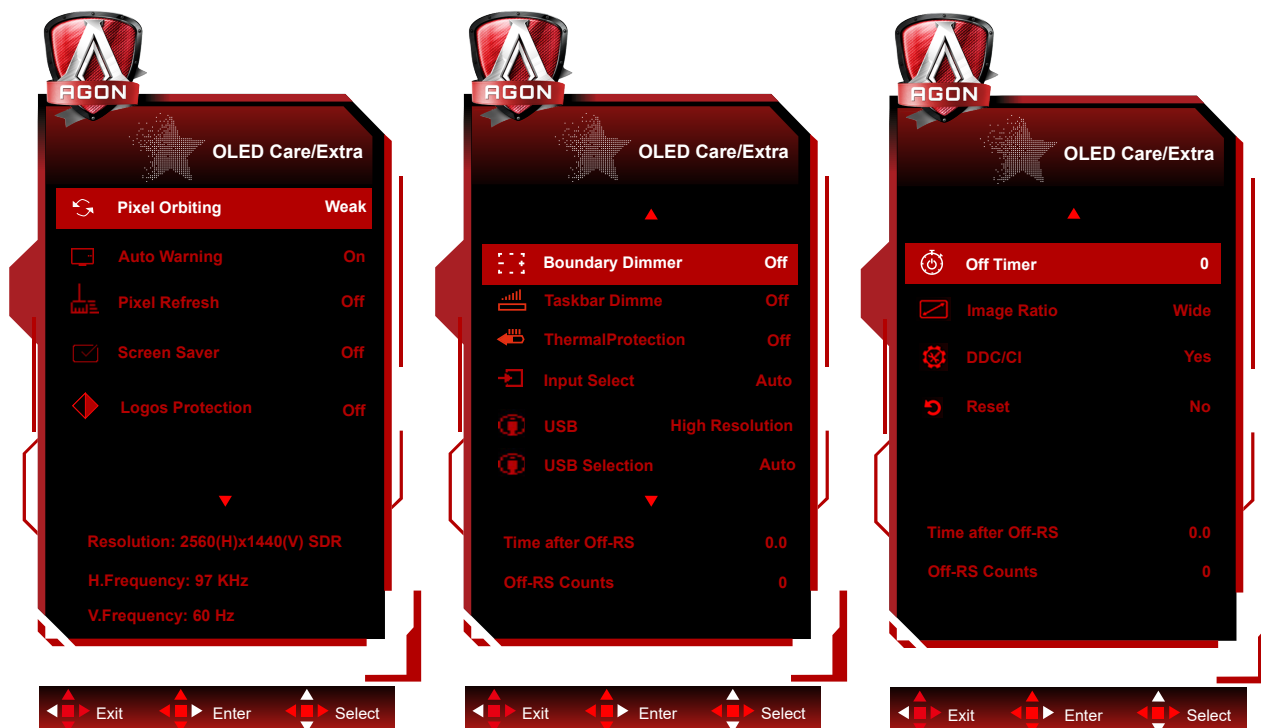 AGON
OLED Care/Extra
Pixel Orbiting Weak
Auto Warning On
Pixel Refresh Off
Screen Saver Off
Logos Protection Off
Resolution: 2560(H)x1440(V) SDR
H.Frequency: 97 KHz
V.Frequency: 60 Hz
Exit Enter Select
AGON
OLED Care/Extra
Boundary Dimmer Off
Taskbar Dimme Off
ThermalProtection Off
Input Select Auto
USB High Resolution
USB Selection Auto
Time after Off-RS 0.0
Off-RS Counts 0
Exit Enter Select
AGON
OLED Care/Extra
Off Timer 0
Image Ratio Wide
DDC/CI Yes
Reset No
Time after Off-RS 0.0
Off-RS Counts 0
Exit Enter Select